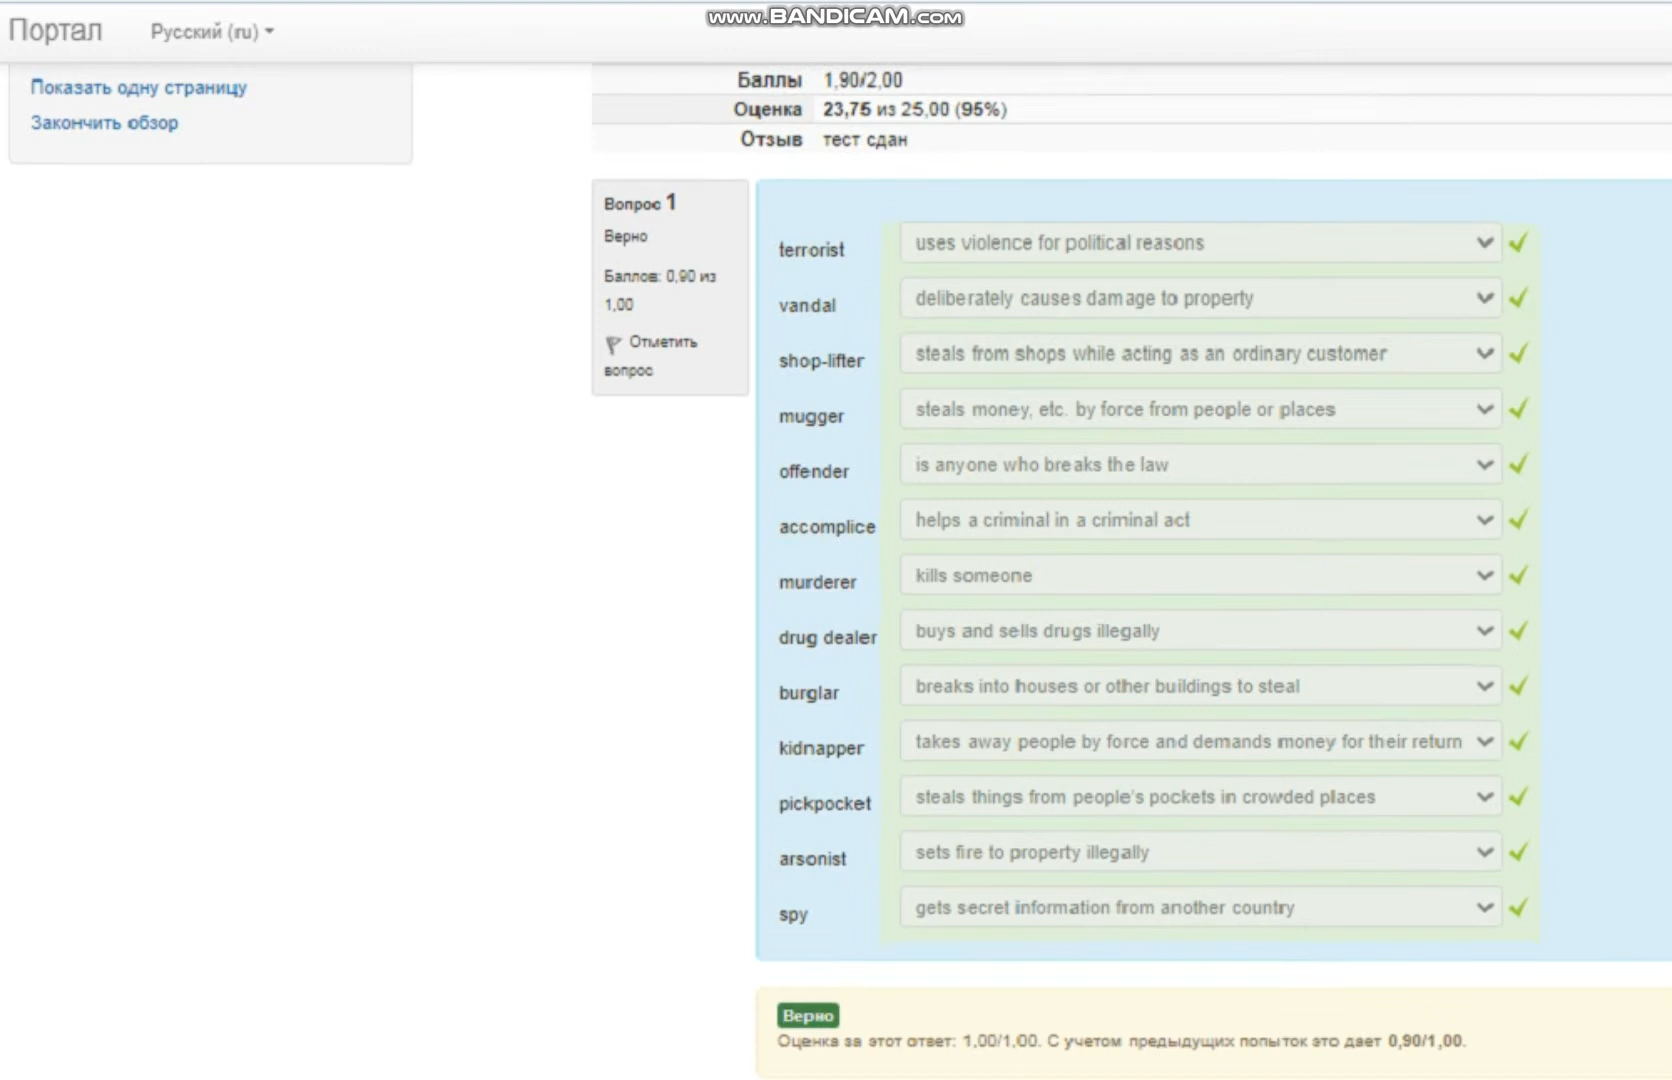 www.BANDICAM.com
Портал Русский (ru)
Показать одну страницу
Закончить обзор
Баллы 1,90/2,00
Оценка 23,75 из 25,00 (95%)
Отзыв тест сдан
Вопрос 1
Верно
Баллов: 0,90 из
1,00
Отметить
вопрос
terrorist uses violence for political reasons
vandal deliberately causes damage to property
shop-lifter steals from shops while acting as an ordinary customer
mugger steals money, etc. by force from people or places
offender is anyone who breaks the law
accomplice helps a criminal in a criminal act
murderer kills someone
drug dealer buys and sells drugs illegally
burglar breaks into houses or other buildings to steal
kidnapper takes away people by force and demands money for their return
pickpocket steals things from people's pockets in crowded places
arsonist sets fire to property illegally
spy gets secret information from another country
Верно
Оценка за этот ответ: 1,00/1,00. С учетом предыдущих попыток это дает 0,90/1,00.